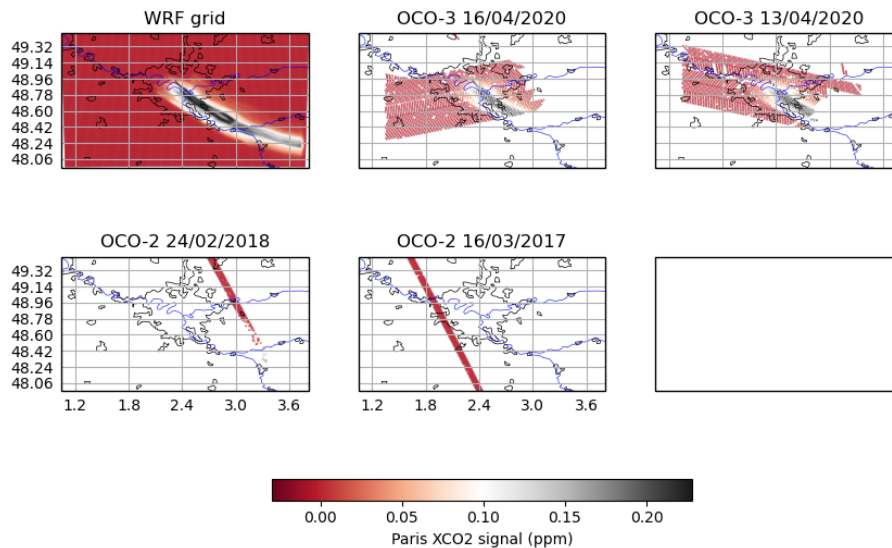 WRF grid
OCO-3 16/04/2020
OCO-3 13/04/2020
49.32
49.14
48.96
48.78
48.60
48.42
48.24
48.06
OCO-2 24/02/2018
OCO-2 16/03/2017
49.32
49.14
48.96
48.78
48.60
48.42
48.24
48.06
1.2 1.8 2.4 3.0 3.6
1.2 1.8 2.4 3.0 3.6
0.00 0.05 0.10 0.15 0.20
Paris XCO2 signal (ppm)